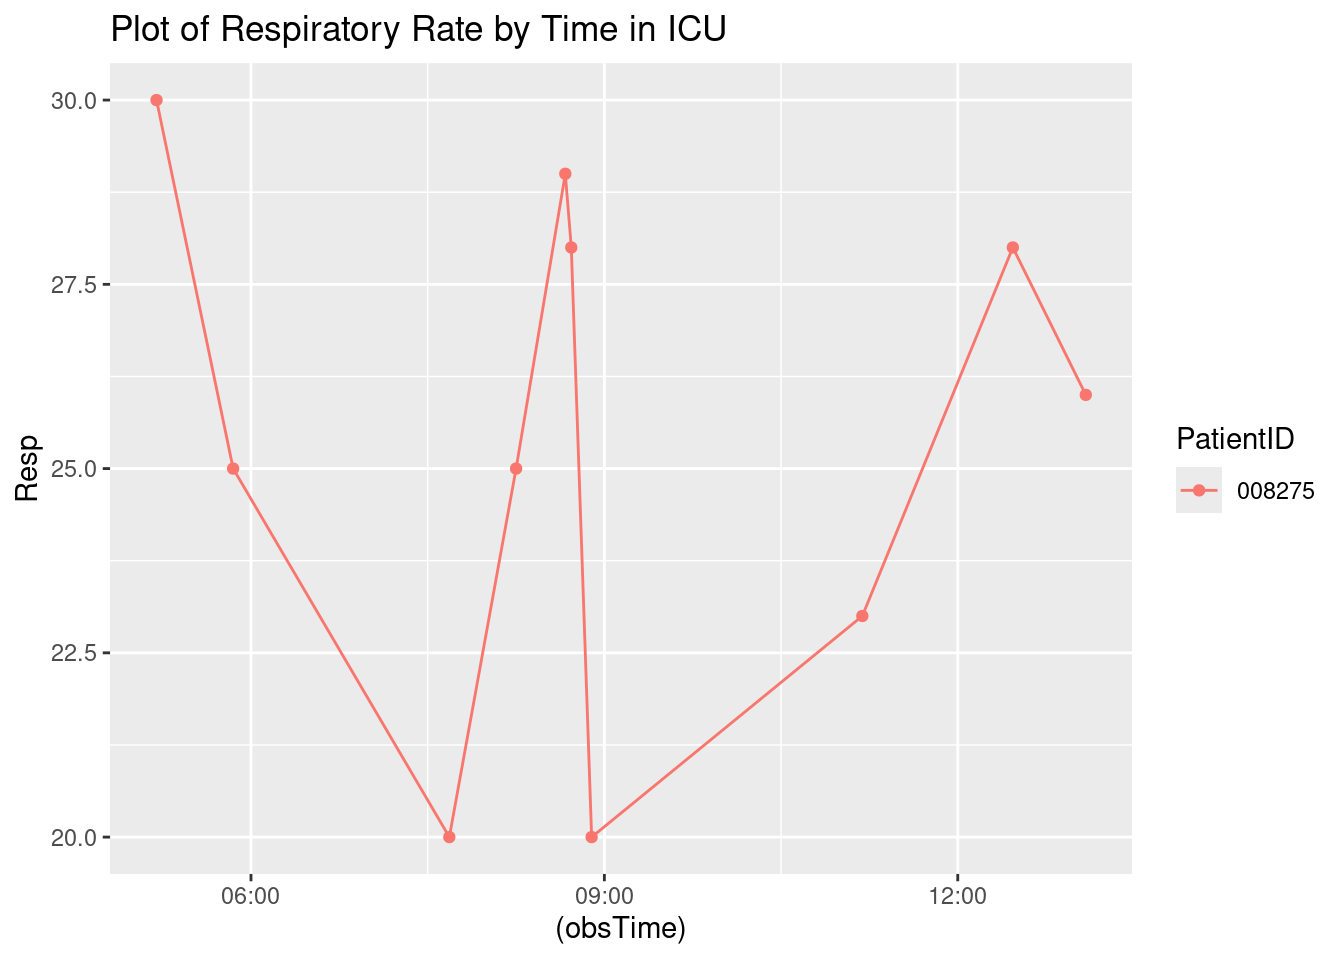 Plot of Respiratory Rate by Time in ICU
30.0
27.5
25.0
22.5
20.0
Resp
06:00 09:00 12:00
(obsTime)
PatientID
008275